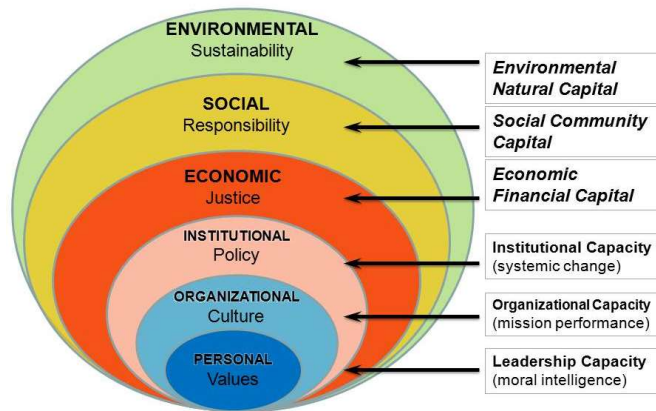 ENVIRONMENTAL
Sustainability
SOCIAL
Responsibility
ECONOMIC
Justice
INSTITUTIONAL
Policy
ORGANIZATIONAL
Culture
PERSONAL
Values
Environmental
Natural Capital
Social Community
Capital
Economic
Financial Capital
Institutional Capacity
(systemic change)
Organizational Capacity
(mission performance)
Leadership Capacity
(moral intelligence)